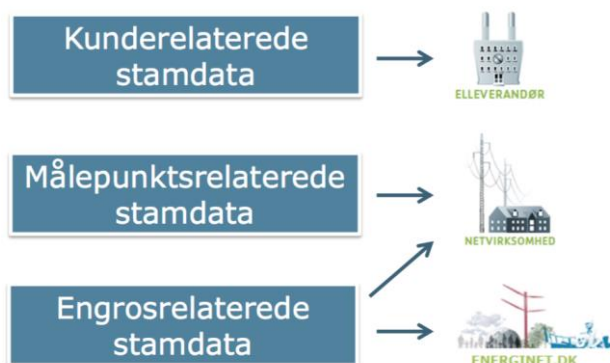 Kunderelaterede
stamdata
ELLEVERANDØR
Målepunktsrelaterede
stamdata
NETVIRKSOMHED
Engrosrelaterede
stamdata
ENERGINET DK